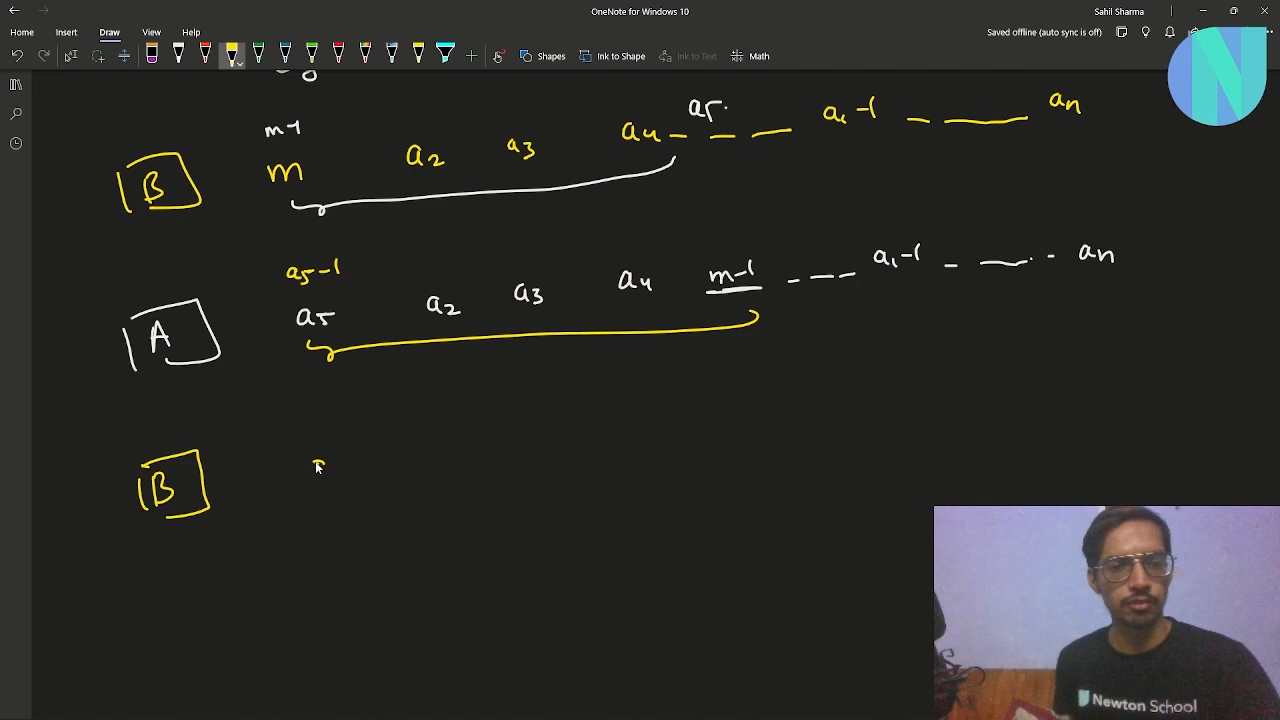 OneNote for Windows 10
Sahil Sharma
Home Insert Draw View Help
Saved offline (auto sync is off)
Shapes Ink to Shape Ink to Text Math
a5.
m-1
B m a2 a3 a4 - - - a1-1 - - an
a5-1
A a5 a2 a3 a4 m-1 - - - a1-1 - - - an
B
Newton School